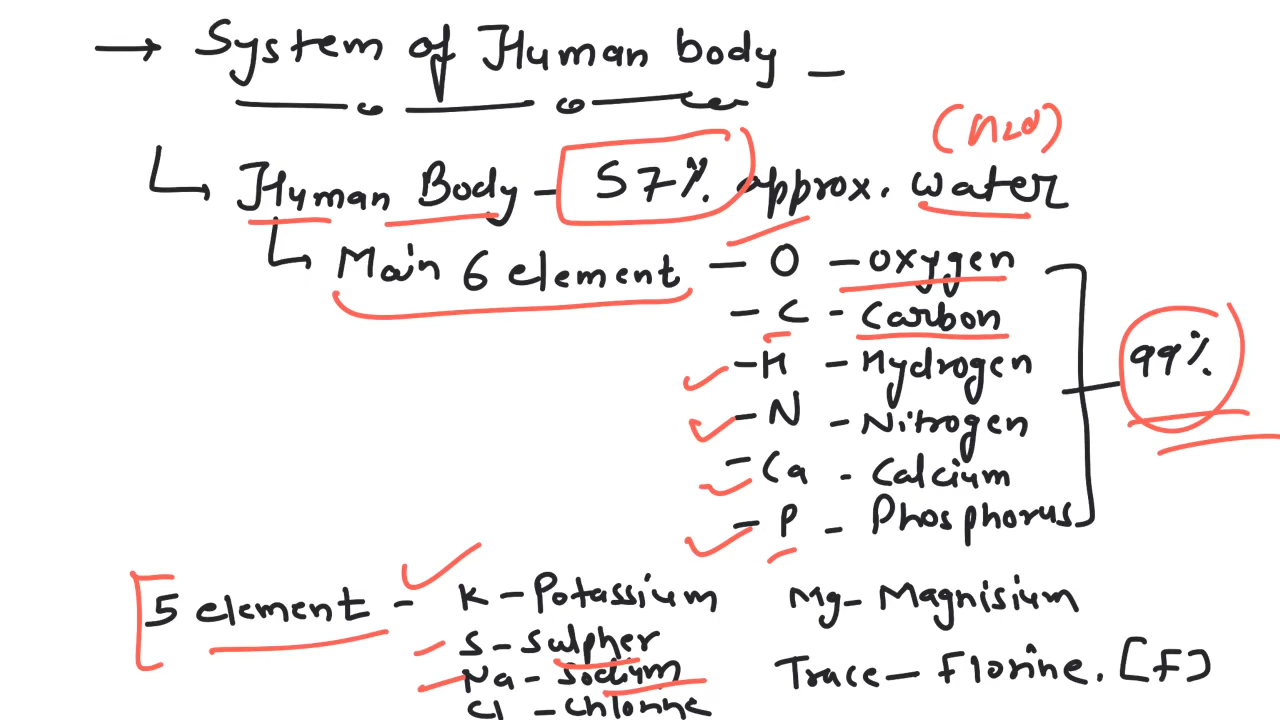 → System of Human body -
(H2O)
Human Body - 57% approx. water
Main 6 element - O - oxygen
- C - Carbon
- H - Hydrogen
- N - Nitrogen
- Ca - Calcium
- P - Phosphorus
99%
5 element - K - Potassium
S - Sulpher
Na - Sodium
Cl - Chlorine
Mg - Magnisium
Trace - Florine. [F]